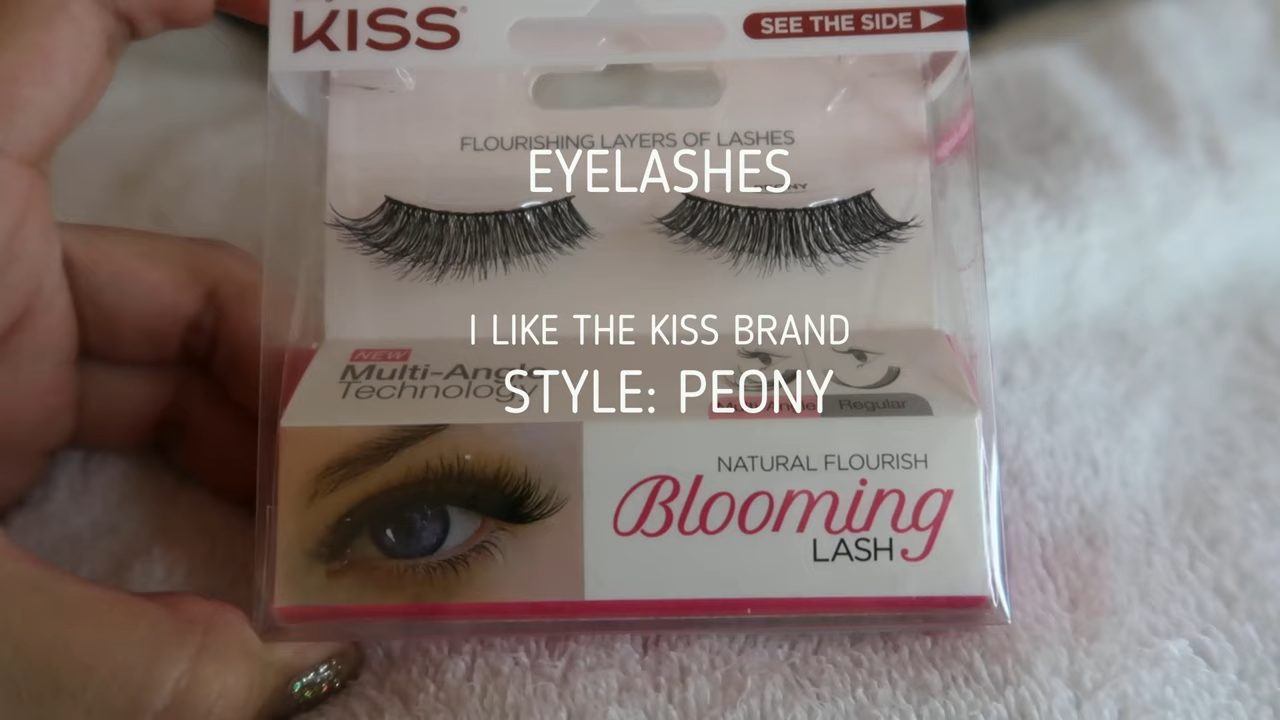 KISS
SEE THE SIDE
FLOURISHING LAYERS OF LASHES
EYELASHES
I LIKE THE KISS BRAND
NEW
Multi-Angle
Technology
STYLE: PEONY
Regular
NATURAL FLOURISH
Blooming
LASH